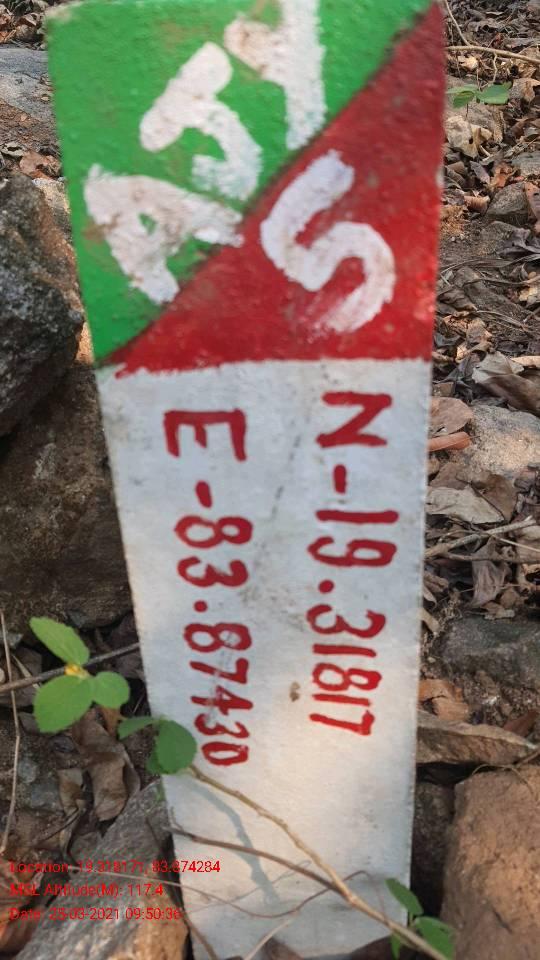 S
N-19.31817
E-83.87430
Location: 19.318171, 83.874284
MSL Altitude(M): 117.4
Date: 25-03-2021 09:50:36